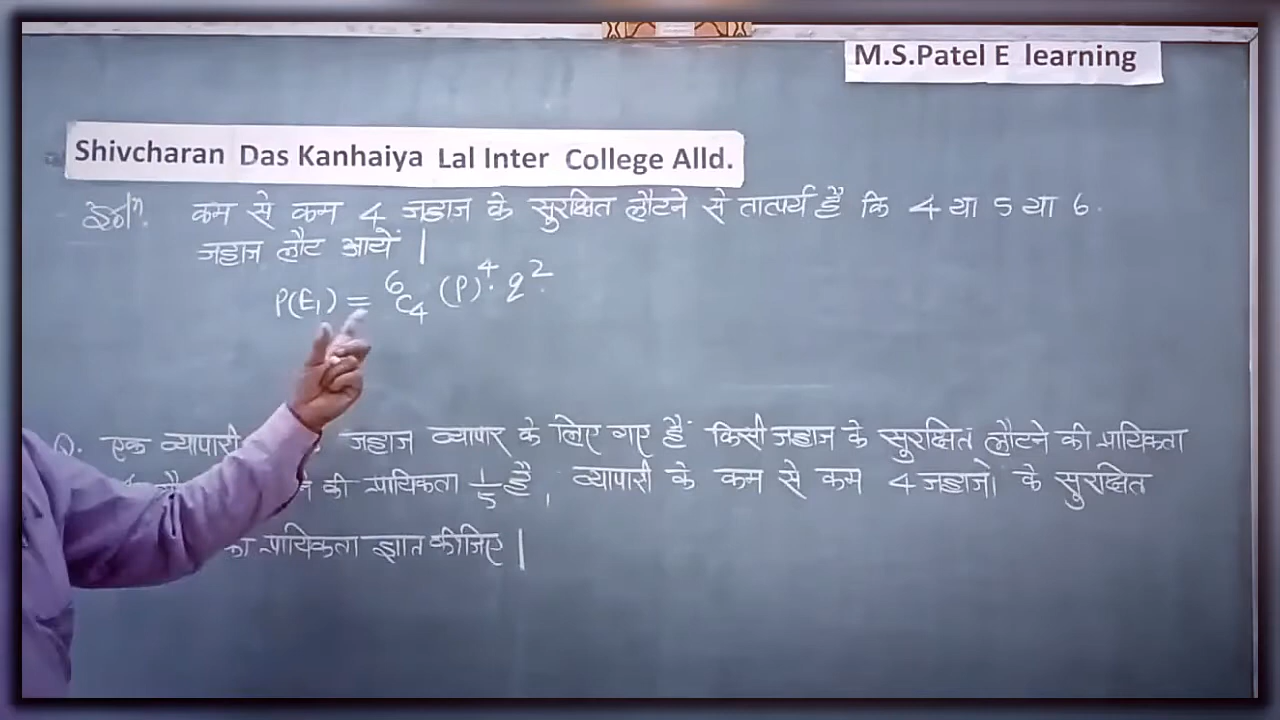 M.S.Patel E learning
Shivcharan Das Kanhaiya Lal Inter College Alld.
हल। कम से कम 4 जहाज के सुरक्षित लौटने से तात्पर्य है कि 4 या 5 या 6.
जहाज लौट आयें |
P(E₁) = ⁶C₄ (P)⁴. q²
Q. एक व्यापारी जहाज व्यापार के लिए गए हैं किसी जहाज के सुरक्षित लौटने की प्रायिकता
की प्रायिकता 1/5 है, व्यापारी के कम से कम 4 जहाजों के सुरक्षित
प्रायिकता ज्ञात कीजिए |